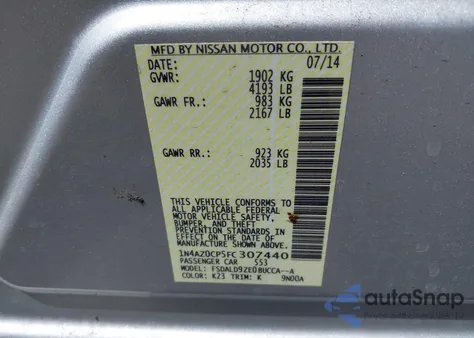 MFD BY NISSAN MOTOR CO., LTD.
DATE: 07/14
GVWR: 1902 KG
4193 LB
GAWR FR.: 983 KG
2167 LB
GAWR RR.: 923 KG
2035 LB
THIS VEHICLE CONFORMS TO
ALL APPLICABLE FEDERAL
MOTOR VEHICLE SAFETY,
BUMPER, AND THEFT
PREVENTION STANDARDS IN
EFFECT ON THE DATE OF
MANUFACTURE SHOWN ABOVE.
1N4AZ0CP5FC307440
PASSENGER CAR 553
MODEL: FSDALD9ZE0BUCCA--A
COLOR: K23 TRIM: K 9N00A
autoSnap